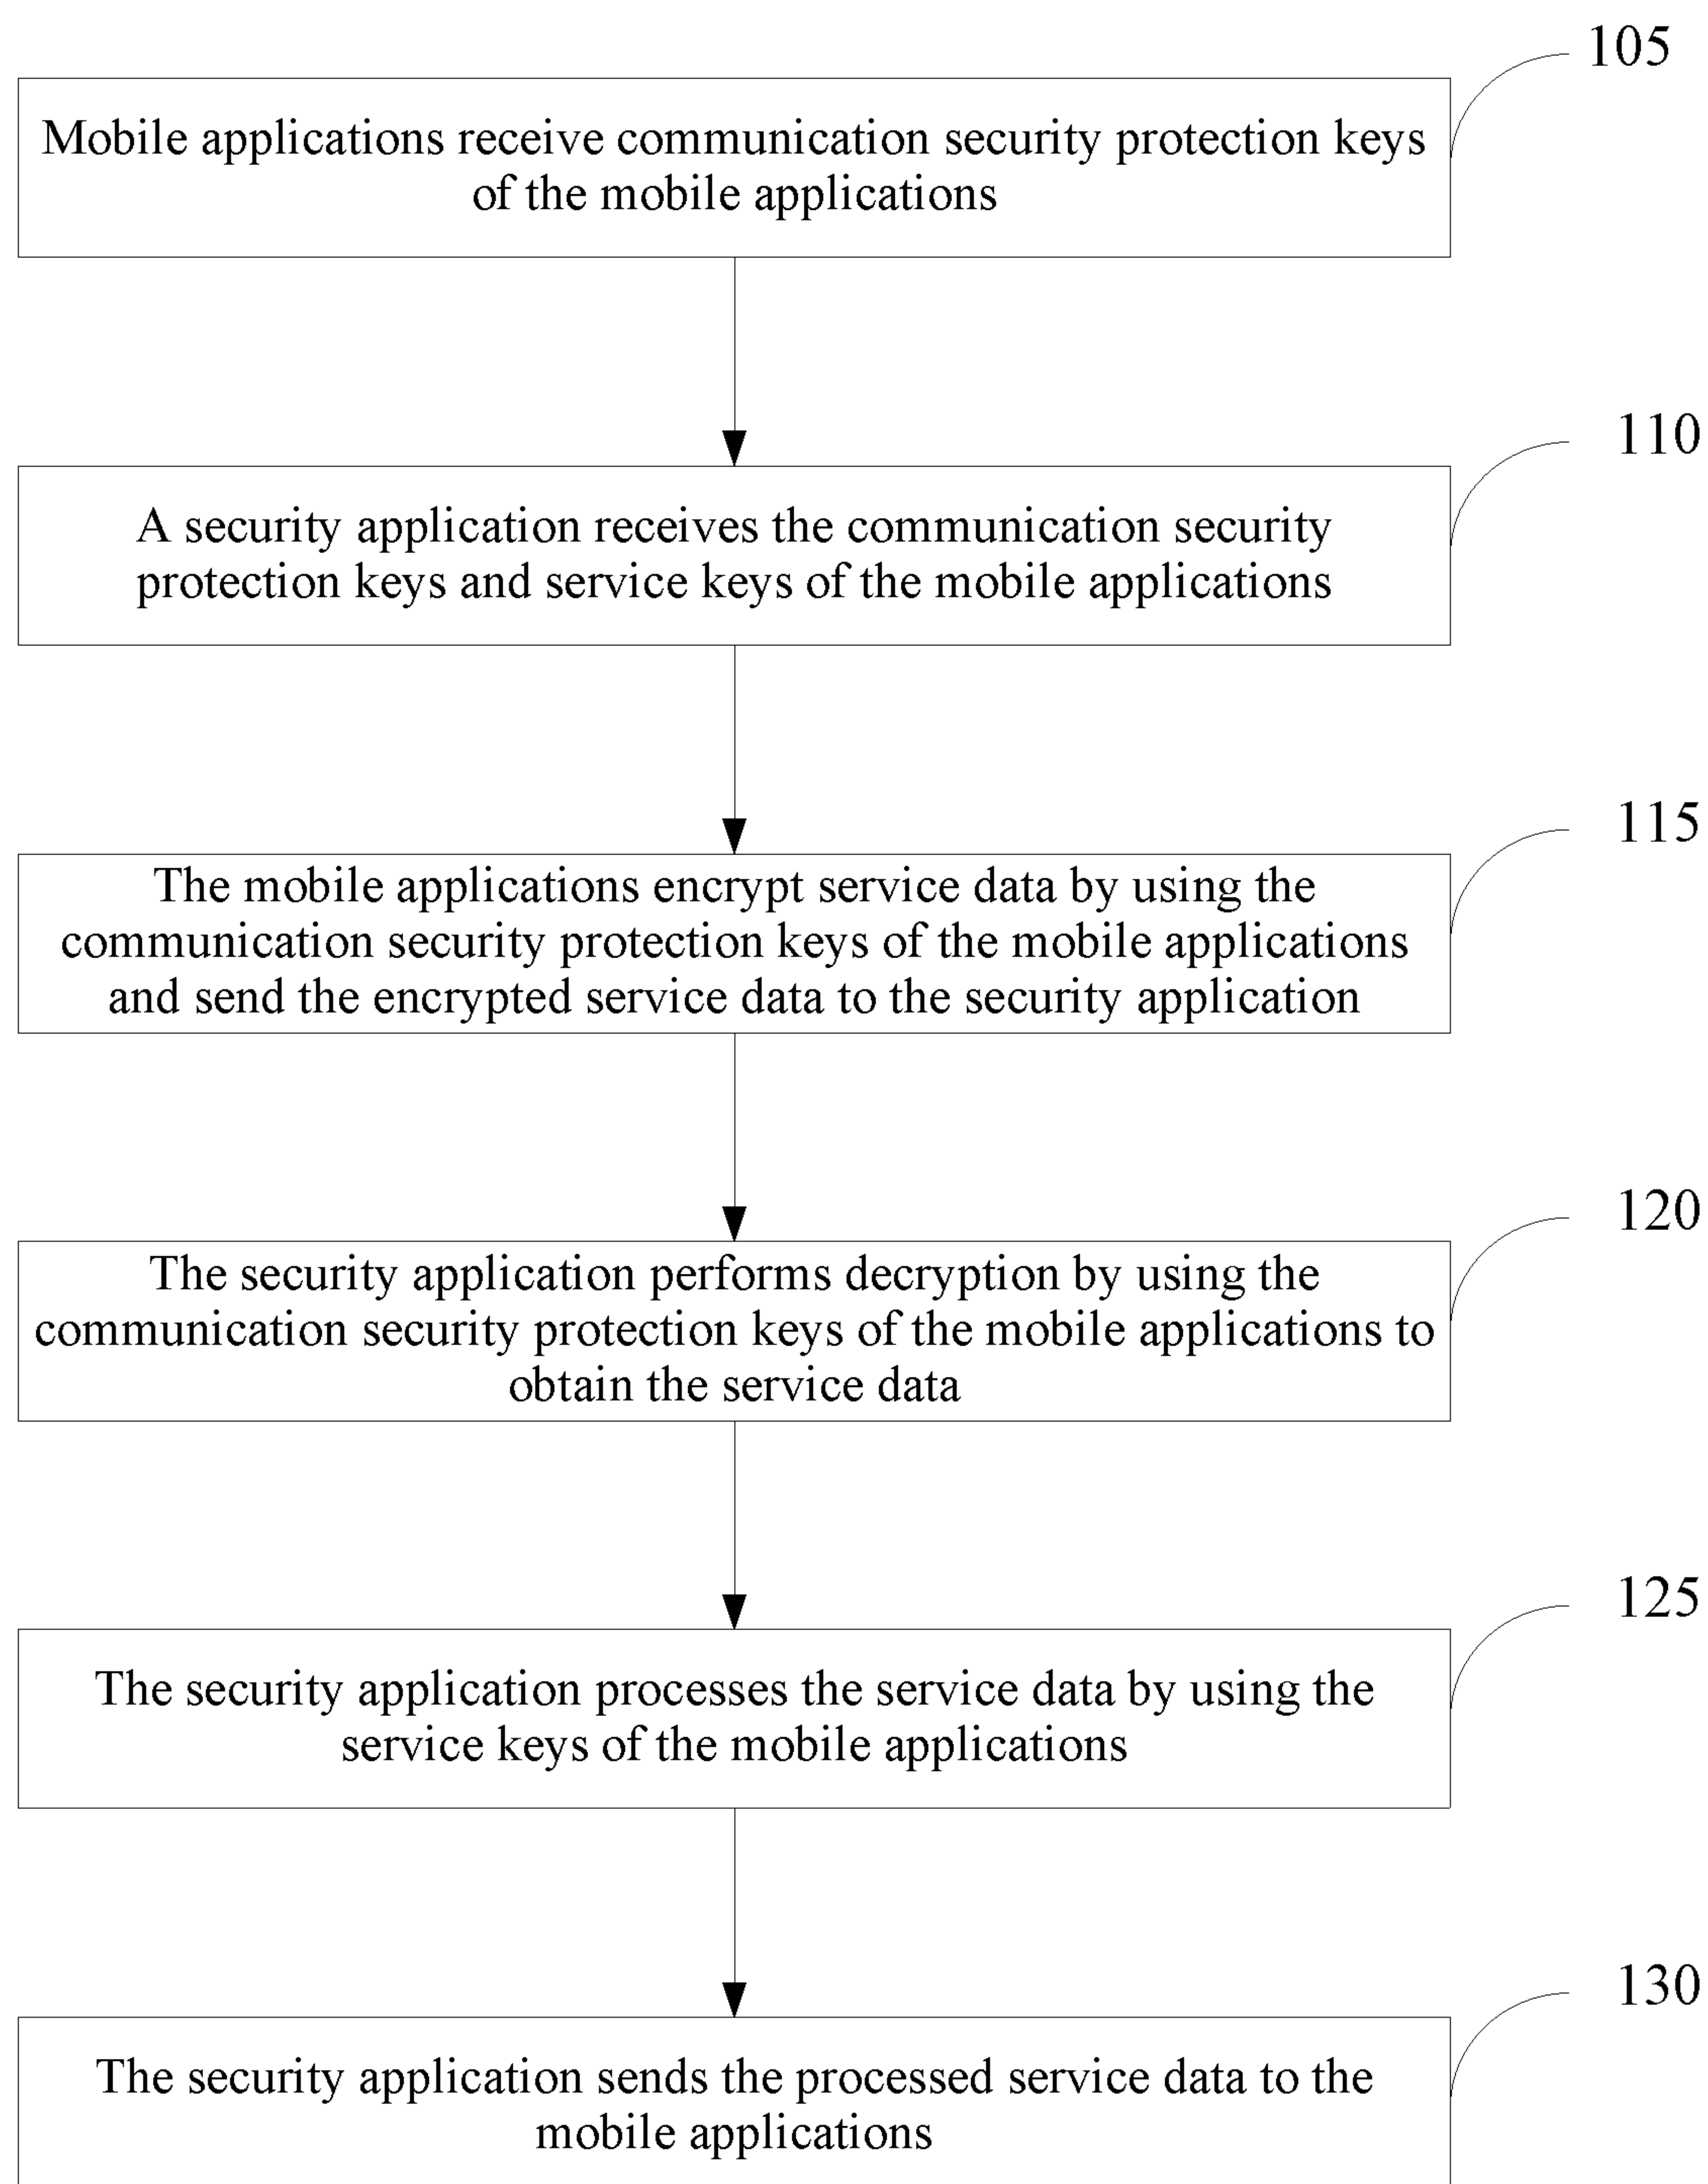 105
Mobile applications receive communication security protection keys
of the mobile applications
110
A security application receives the communication security
protection keys and service keys of the mobile applications
115
The mobile applications encrypt service data by using the
communication security protection keys of the mobile applications
and send the encrypted service data to the security application
120
The security application performs decryption by using the
communication security protection keys of the mobile applications to
obtain the service data
125
The security application processes the service data by using the
service keys of the mobile applications
130
The security application sends the processed service data to the
mobile applications